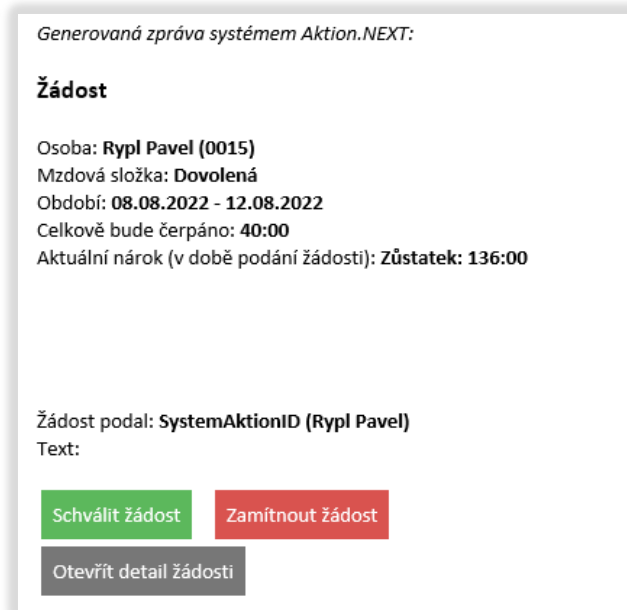 Generovaná zpráva systémem Aktion.NEXT:
Žádost
Osoba: Rypl Pavel (0015)
Mzdová složka: Dovolená
Období: 08.08.2022 - 12.08.2022
Celkově bude čerpáno: 40:00
Aktuální nárok (v době podání žádosti): Zůstatek: 136:00
Žádost podal: SystemAktionID (Rypl Pavel)
Text:
Schválit žádost Zamítnout žádost
Otevřít detail žádosti